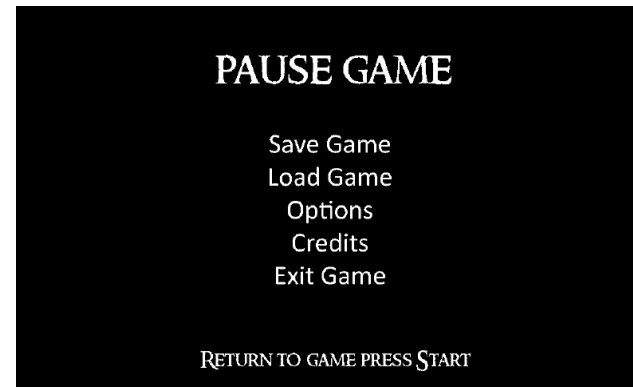 PAUSE GAME
Save Game
Load Game
Options
Credits
Exit Game
RETURN TO GAME PRESS START